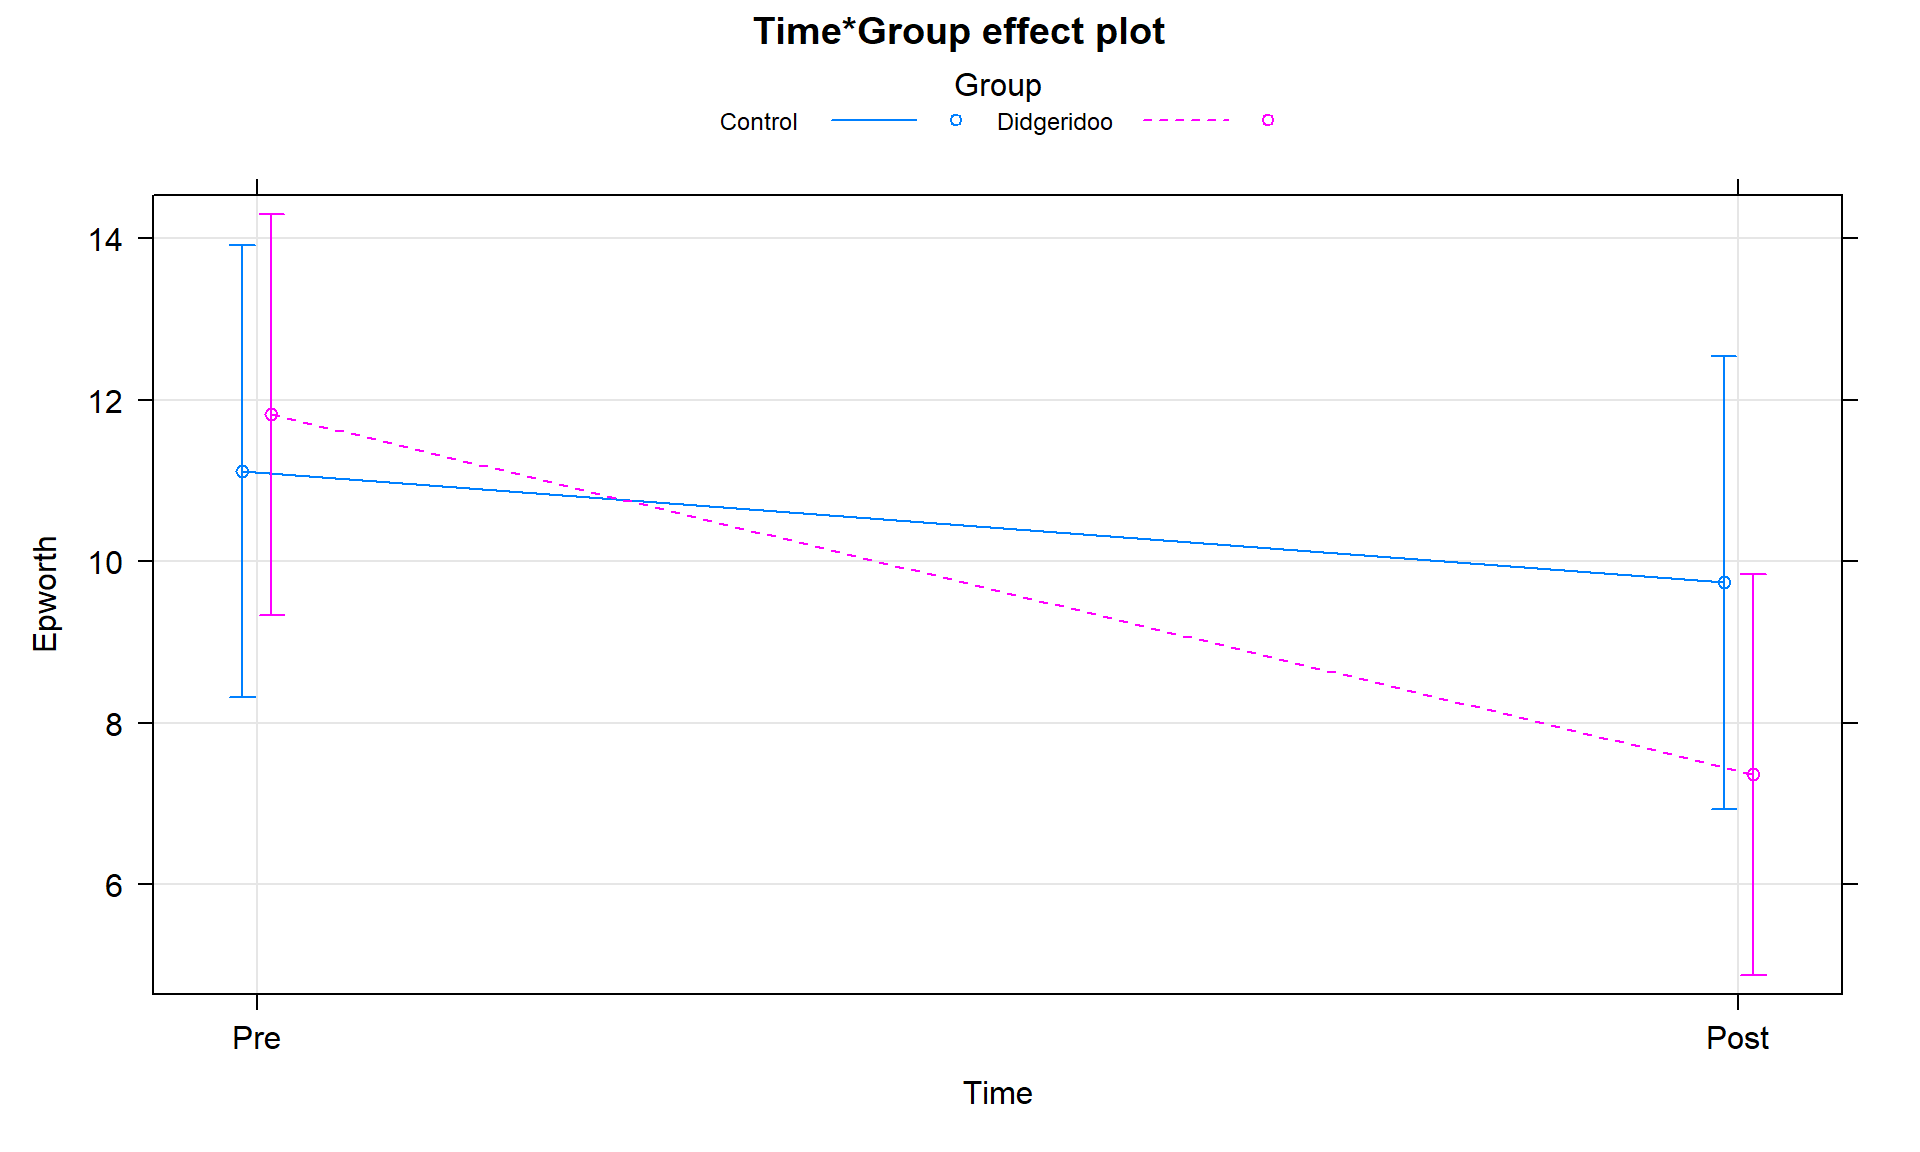 Time*Group effect plot
Group
Control Didgeridoo
14
12
10
8
6
Epworth
Pre Post
Time